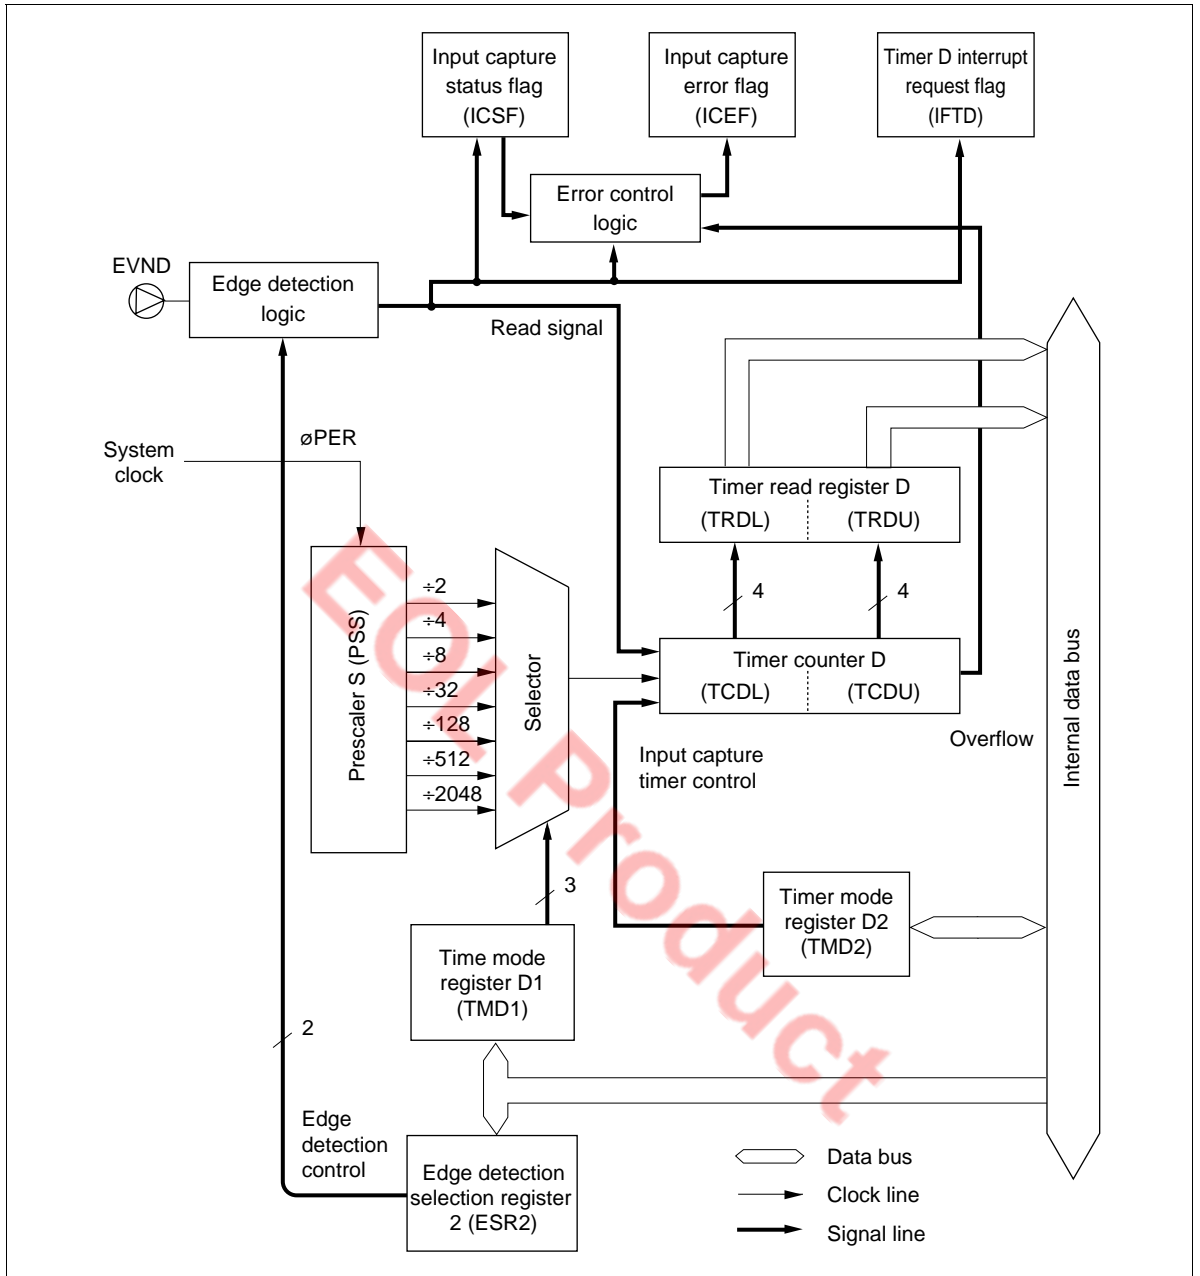 Input capture
status flag
(ICSF)
Input capture
error flag
(ICEF)
Timer D interrupt
request flag
(IFTD)
Error control
logic
EVND
Edge detection
logic
Read signal
øPER
System
clock
Timer read register D
(TRDL)
(TRDU)
4
4
Prescaler S (PSS)
÷2
÷4
÷8
÷32
÷128
÷512
÷2048
Selector
Timer counter D
(TCDL)
(TCDU)
Overflow
Input capture
timer control
Internal data bus
3
Timer mode
register D2
(TMD2)
Time mode
register D1
(TMD1)
2
Edge
detection
control
Edge detection
selection register
2 (ESR2)
Data bus
Clock line
Signal line
EOL Product